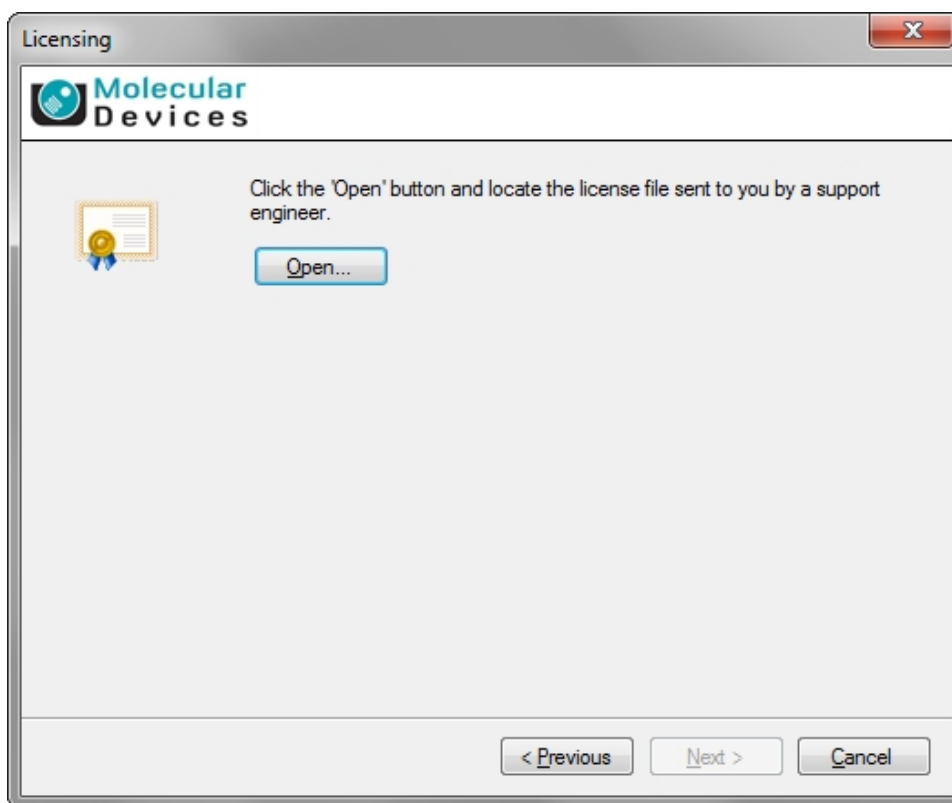 Licensing
Molecular
Devices
Click the 'Open' button and locate the license file sent to you by a support
engineer.
Open...
< Previous
Next >
Cancel